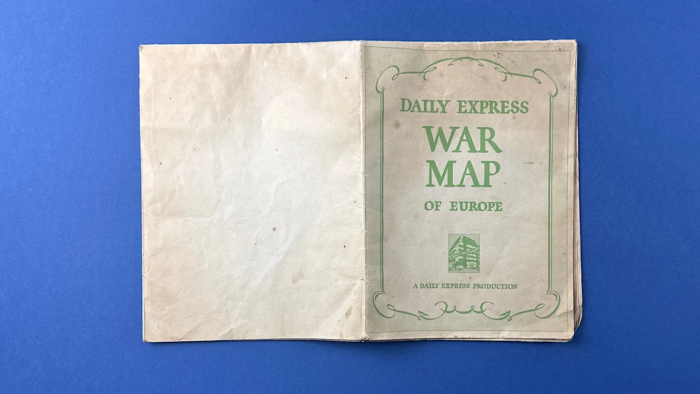 DAILY EXPRESS
WAR
MAP
OF EUROPE
A DAILY EXPRESS PRODUCTION